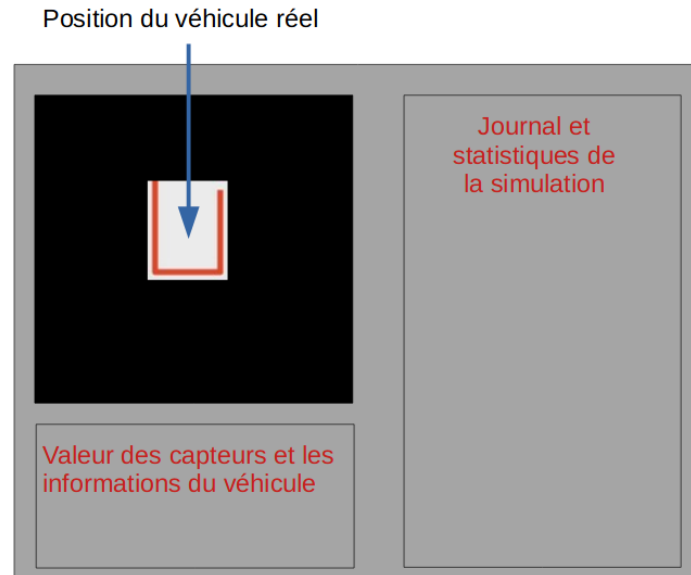 Position du véhicule réel
Journal et
statistiques de
la simulation
Valeur des capteurs et les
informations du véhicule